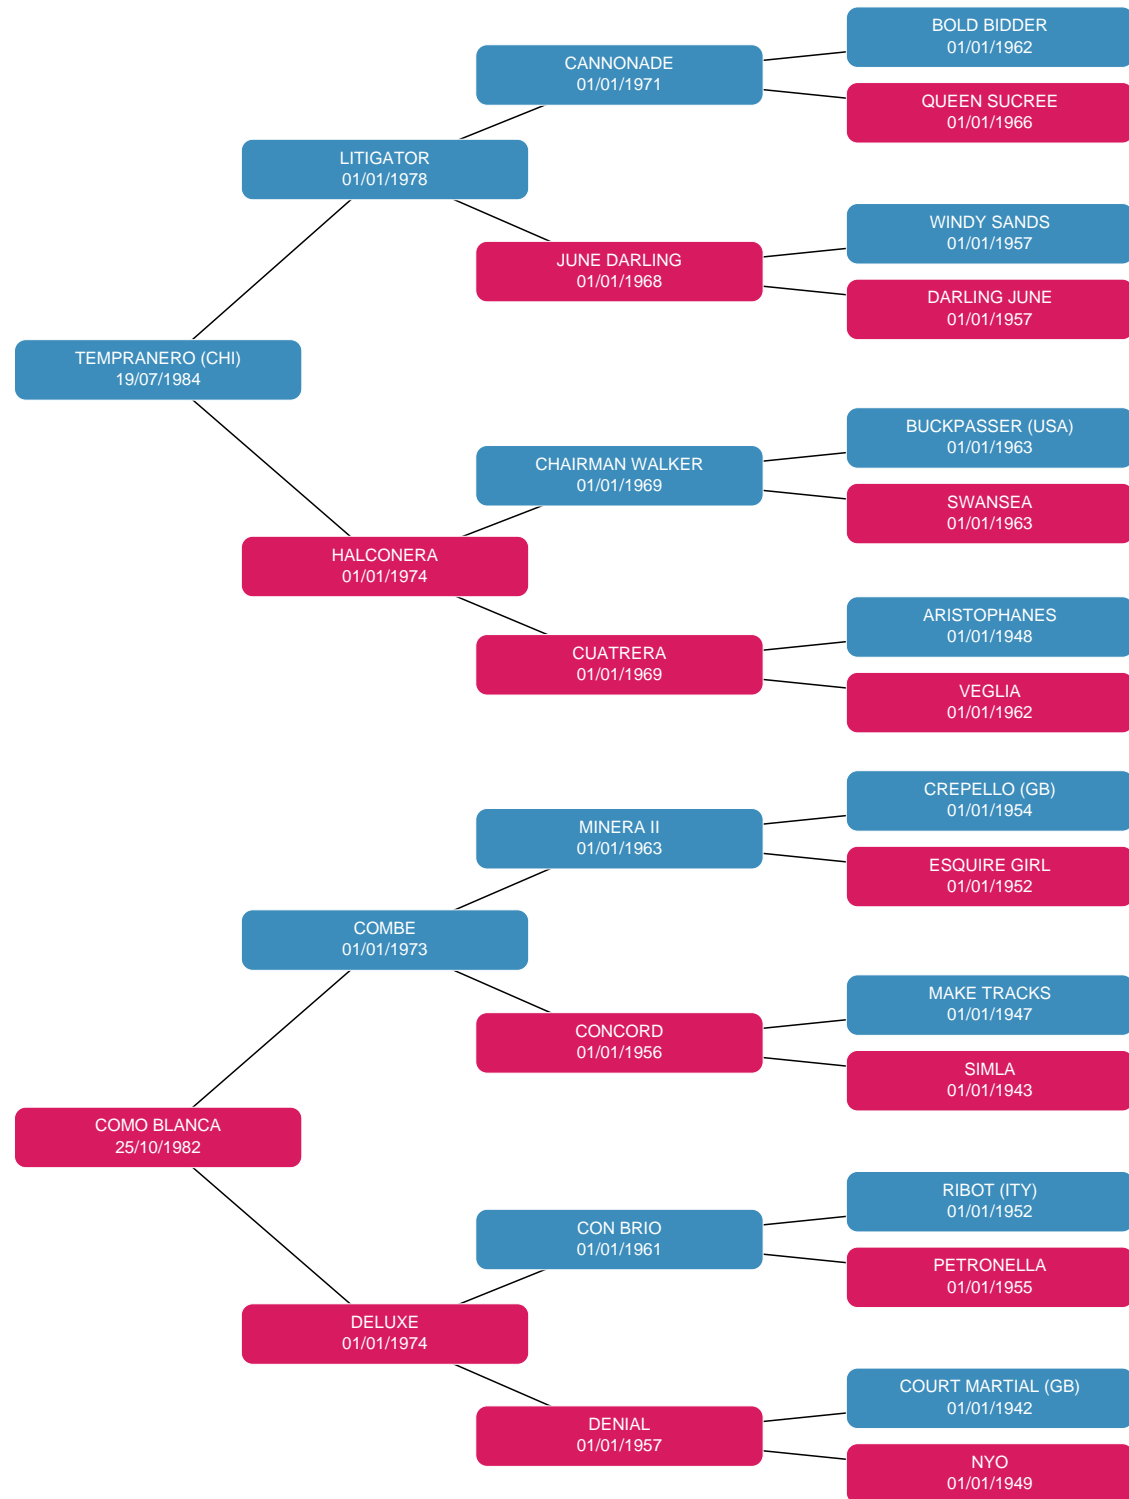 BOLD BIDDER
01/01/1962
CANNONADE
01/01/1971
QUEEN SUCREE
01/01/1966
LITIGATOR
01/01/1978
WINDY SANDS
01/01/1957
JUNE DARLING
01/01/1968
DARLING JUNE
01/01/1957
TEMPRANERO (CHI)
19/07/1984
BUCKPASSER (USA)
01/01/1963
CHAIRMAN WALKER
01/01/1969
SWANSEA
01/01/1963
HALCONERA
01/01/1974
ARISTOPHANES
01/01/1948
CUATRERA
01/01/1969
VEGLIA
01/01/1962
CREPELLO (GB)
01/01/1954
MINERA II
01/01/1963
ESQUIRE GIRL
01/01/1952
COMBE
01/01/1973
MAKE TRACKS
01/01/1947
CONCORD
01/01/1956
SIMLA
01/01/1943
COMO BLANCA
25/10/1982
RIBOT (ITY)
01/01/1952
CON BRIO
01/01/1961
PETRONELLA
01/01/1955
DELUXE
01/01/1974
COURT MARTIAL (GB)
01/01/1942
DENIAL
01/01/1957
NYO
01/01/1949